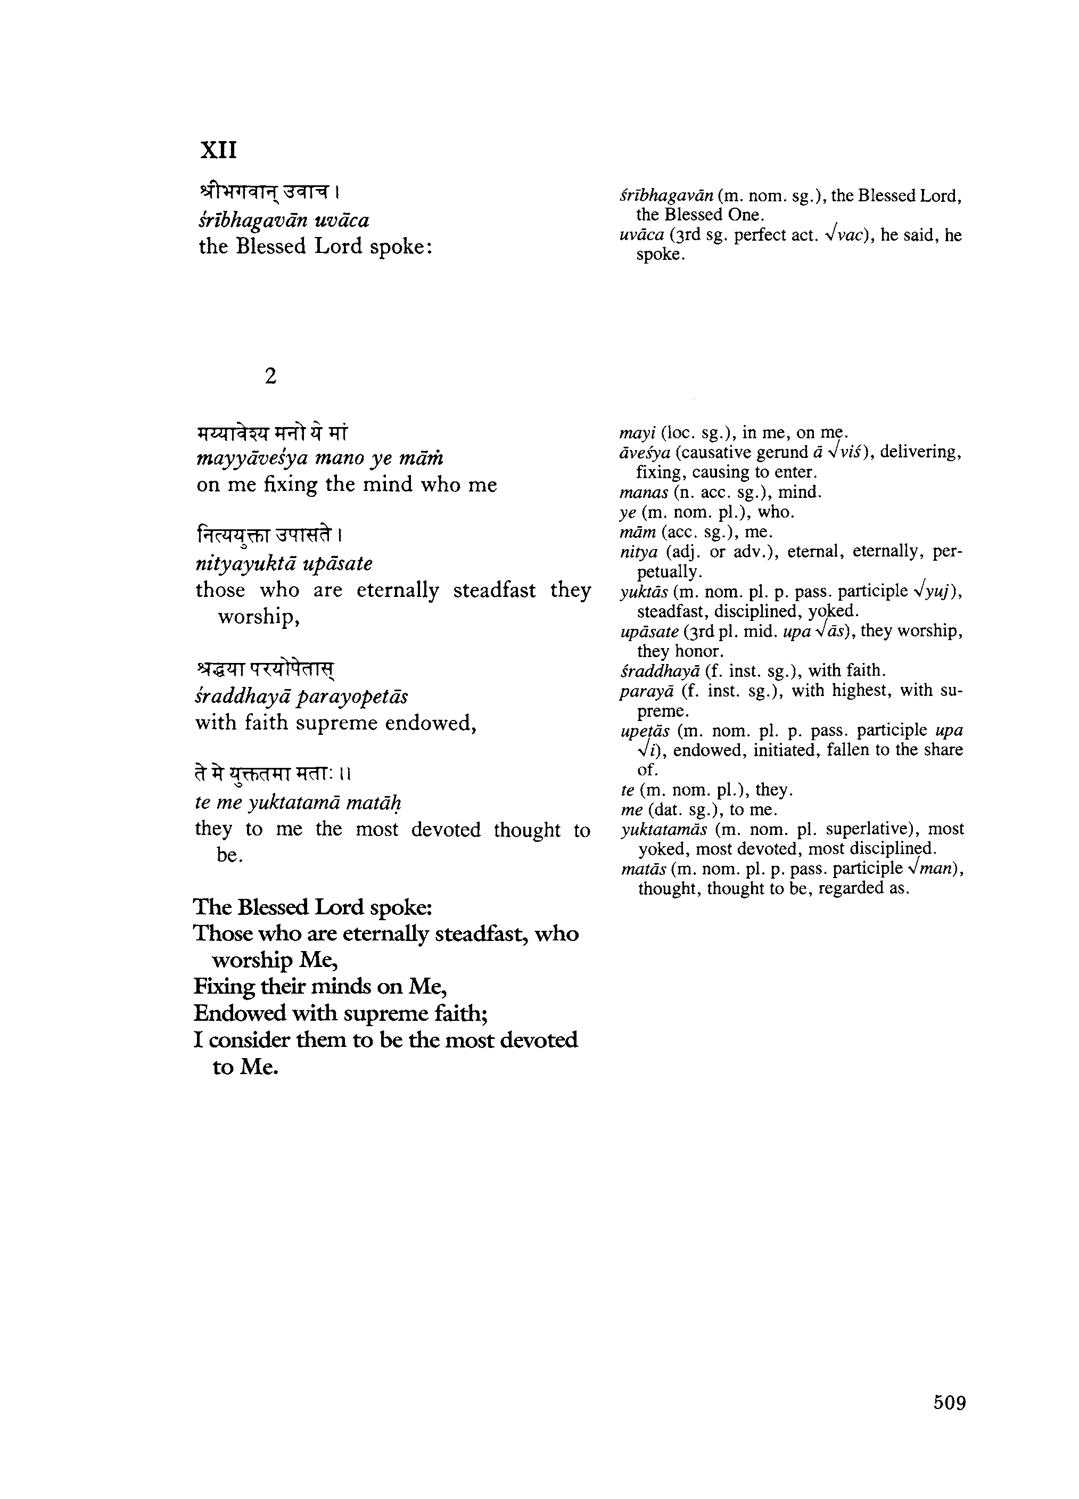 XII
श्रीभगवान् उवाच ।
śrībhagavān uvāca
the Blessed Lord spoke:
2
मय्यावेश्य मनो ये मां
mayyāveśya mano ye māṁ
on me fixing the mind who me
नित्ययुक्ता उपासते ।
nityayuktā upāsate
those who are eternally steadfast they
worship,
श्रद्धया परयोपेतास्
śraddhayā parayopetās
with faith supreme endowed,
ते मे युक्ततमा मताः ॥
te me yuktatamā matāḥ
they to me the most devoted thought to
be.
The Blessed Lord spoke:
Those who are eternally steadfast, who
worship Me,
Fixing their minds on Me,
Endowed with supreme faith;
I consider them to be the most devoted
to Me.
śrībhagavān (m. nom. sg.), the Blessed Lord,
the Blessed One.
uvāca (3rd sg. perfect act. √vac), he said, he
spoke.
mayi (loc. sg.), in me, on me.
āveśya (causative gerund ā √viś), delivering,
fixing, causing to enter.
manas (n. acc. sg.), mind.
ye (m. nom. pl.), who.
mām (acc. sg.), me.
nitya (adj. or adv.), eternal, eternally, per-
petually.
yuktās (m. nom. pl. p. pass. participle √yuj),
steadfast, disciplined, yoked.
upāsate (3rd pl. mid. upa √ās), they worship,
they honor.
śraddhayā (f. inst. sg.), with faith.
parayā (f. inst. sg.), with highest, with su-
preme.
upetās (m. nom. pl. p. pass. participle upa
√i), endowed, initiated, fallen to the share
of.
te (m. nom. pl.), they.
me (dat. sg.), to me.
yuktatamās (m. nom. pl. superlative), most
yoked, most devoted, most disciplined.
matās (m. nom. pl. p. pass. participle √man),
thought, thought to be, regarded as.
509